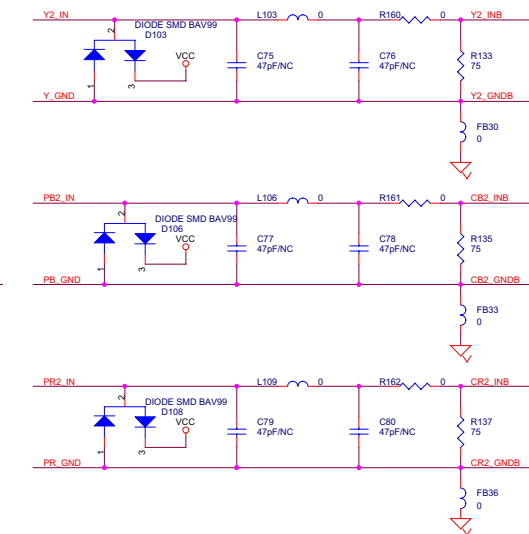 Y2_IN DIODE SMD BAV99 L103 0 R160 0 Y2_INB
2 D103
VCC C75 C76 R133
47pF/NC 47pF/NC 75
1 3
Y_GND Y2_GNDB
FB30
0
PB2_IN L106 0 R161 0 CB2_INB
2 DIODE SMD BAV99
D106
VCC C77 C78 R135
47pF/NC 47pF/NC 75
1 3
PB_GND CB2_GNDB
FB33
0
PR2_IN L109 0 R162 0 CR2_INB
2 DIODE SMD BAV99
D108
VCC C79 C80 R137
47pF/NC 47pF/NC 75
1 3
PR_GND CR2_GNDB
FB36
0